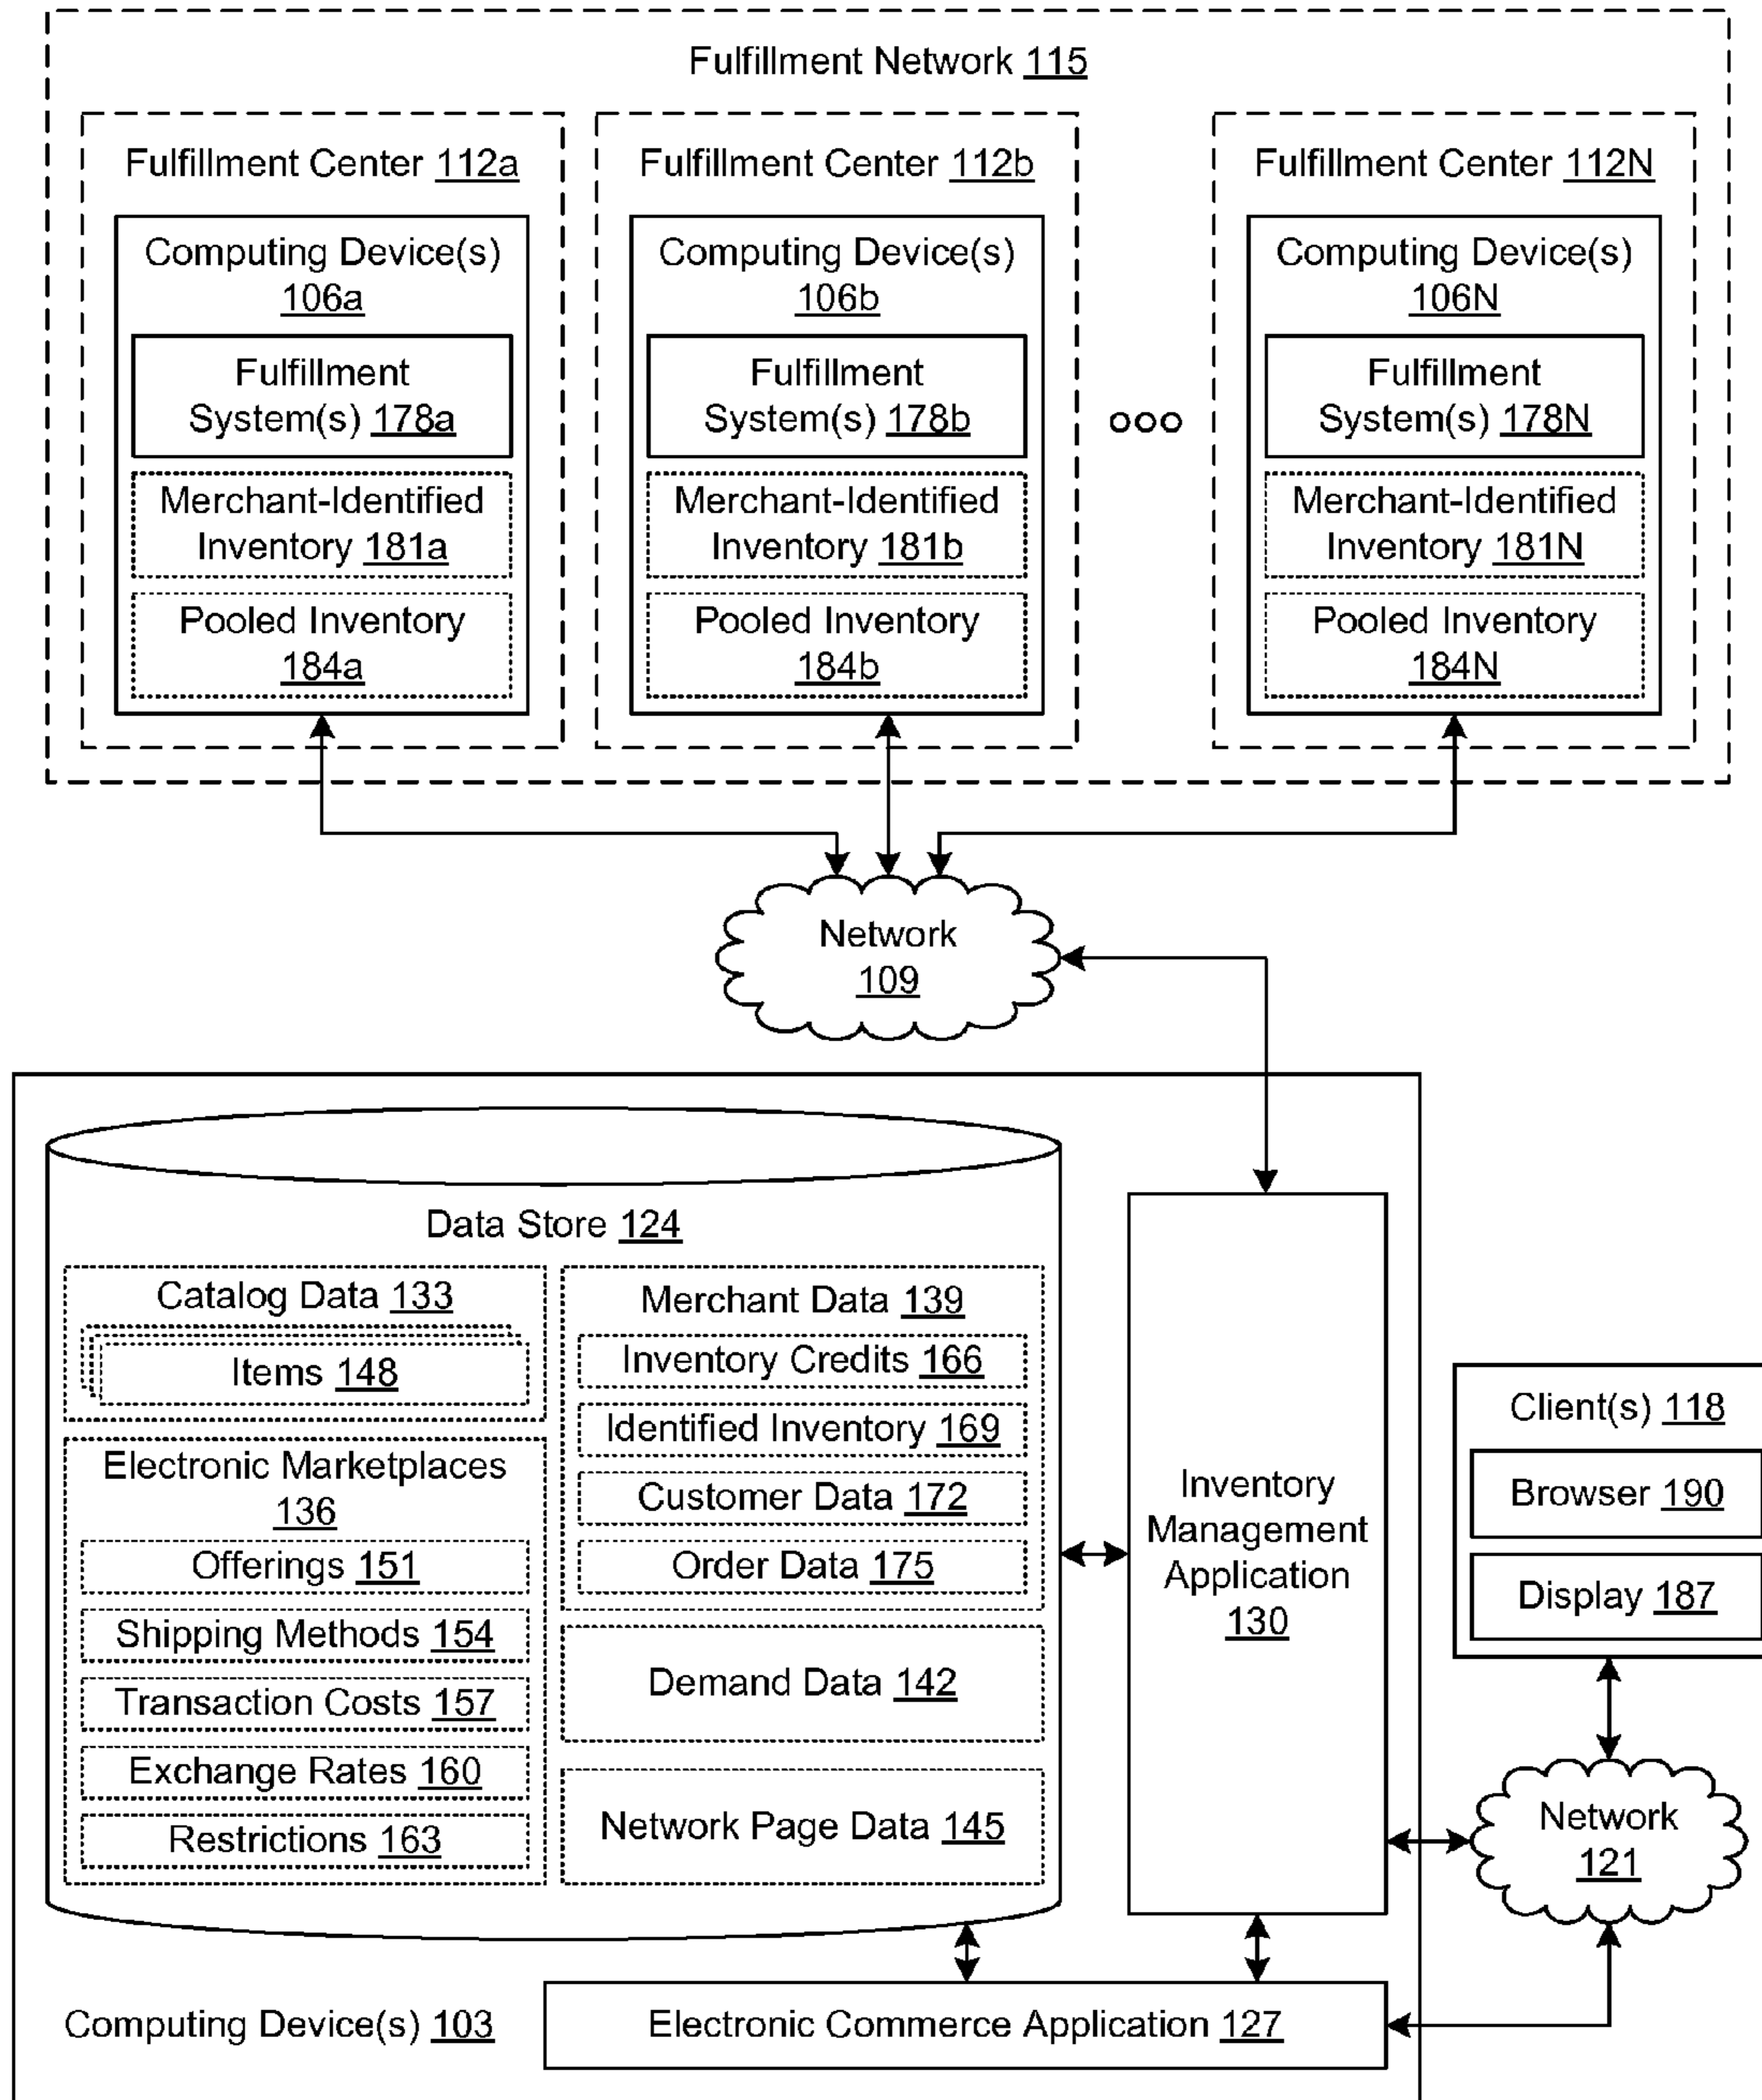 Fulfillment Network 115
Fulfillment Center 112a
Computing Device(s)
106a
Fulfillment
System(s) 178a
Merchant-Identified
Inventory 181a
Pooled Inventory
184a
Fulfillment Center 112b
Computing Device(s)
106b
Fulfillment
System(s) 178b
Merchant-Identified
Inventory 181b
Pooled Inventory
184b
ooo
Fulfillment Center 112N
Computing Device(s)
106N
Fulfillment
System(s) 178N
Merchant-Identified
Inventory 181N
Pooled Inventory
184N
Network
109
Data Store 124
Catalog Data 133
Items 148
Electronic Marketplaces
136
Offerings 151
Shipping Methods 154
Transaction Costs 157
Exchange Rates 160
Restrictions 163
Merchant Data 139
Inventory Credits 166
Identified Inventory 169
Customer Data 172
Order Data 175
Demand Data 142
Network Page Data 145
Inventory
Management
Application
130
Client(s) 118
Browser 190
Display 187
Network
121
Computing Device(s) 103
Electronic Commerce Application 127